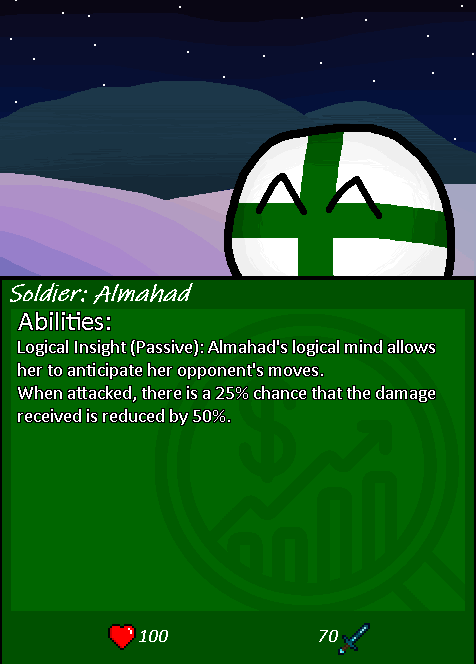 Soldier: Almahad
Abilities:
Logical Insight (Passive): Almahad's logical mind allows
her to anticipate her opponent's moves.
When attacked, there is a 25% chance that the damage
received is reduced by 50%.
$
100
70